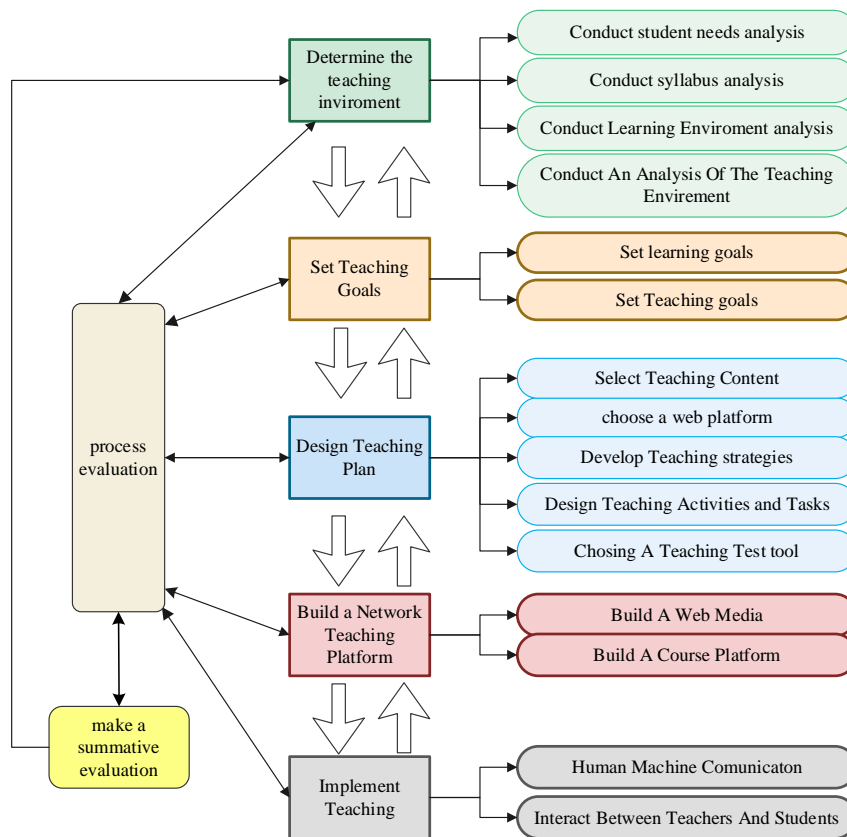 Determine the
teaching
inviroment
Conduct student needs analysis
Conduct syllabus analysis
Conduct Learning Enviroment analysis
Conduct An Analysis Of The Teaching
Envirement
Set Teaching
Goals
Set learning goals
Set Teaching goals
process
evaluation
Design Teaching
Plan
Select Teaching Content
choose a web platform
Develop Teaching strategies
Design Teaching Activities and Tasks
Chosing A Teaching Test tool
Build a Network
Teaching
Platform
Build A Web Media
Build A Course Platform
make a
summative
evaluation
Implement
Teaching
Human Machine Comunicaton
Interact Between Teachers And Students